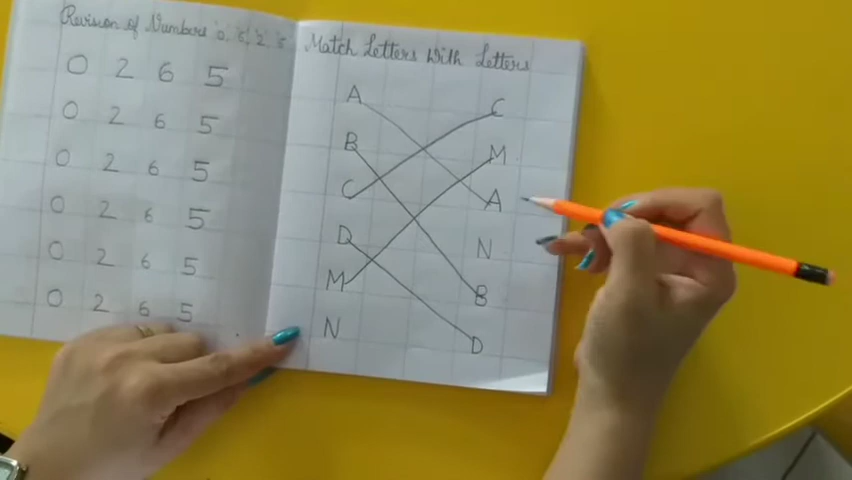 Revision of Numbers '0', '6', '2', '5'
0 2 6 5
0 2 6 5
0 2 6 5
0 2 6 5
0 2 6 5
0 2 6 5
Match Letters With Letters
A C
B M
C A
D N
M B
N D